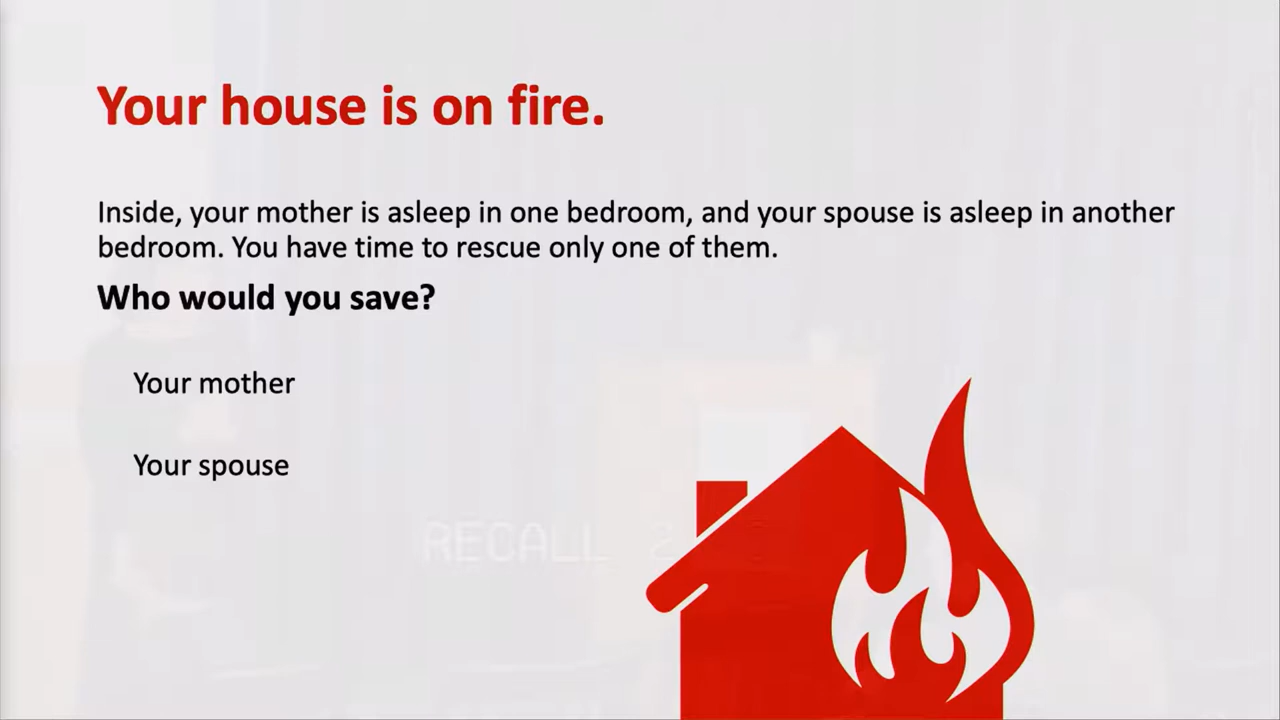 Your house is on fire.
Inside, your mother is asleep in one bedroom, and your spouse is asleep in another
bedroom. You have time to rescue only one of them.
Who would you save?
Your mother
Your spouse
RECALL 2